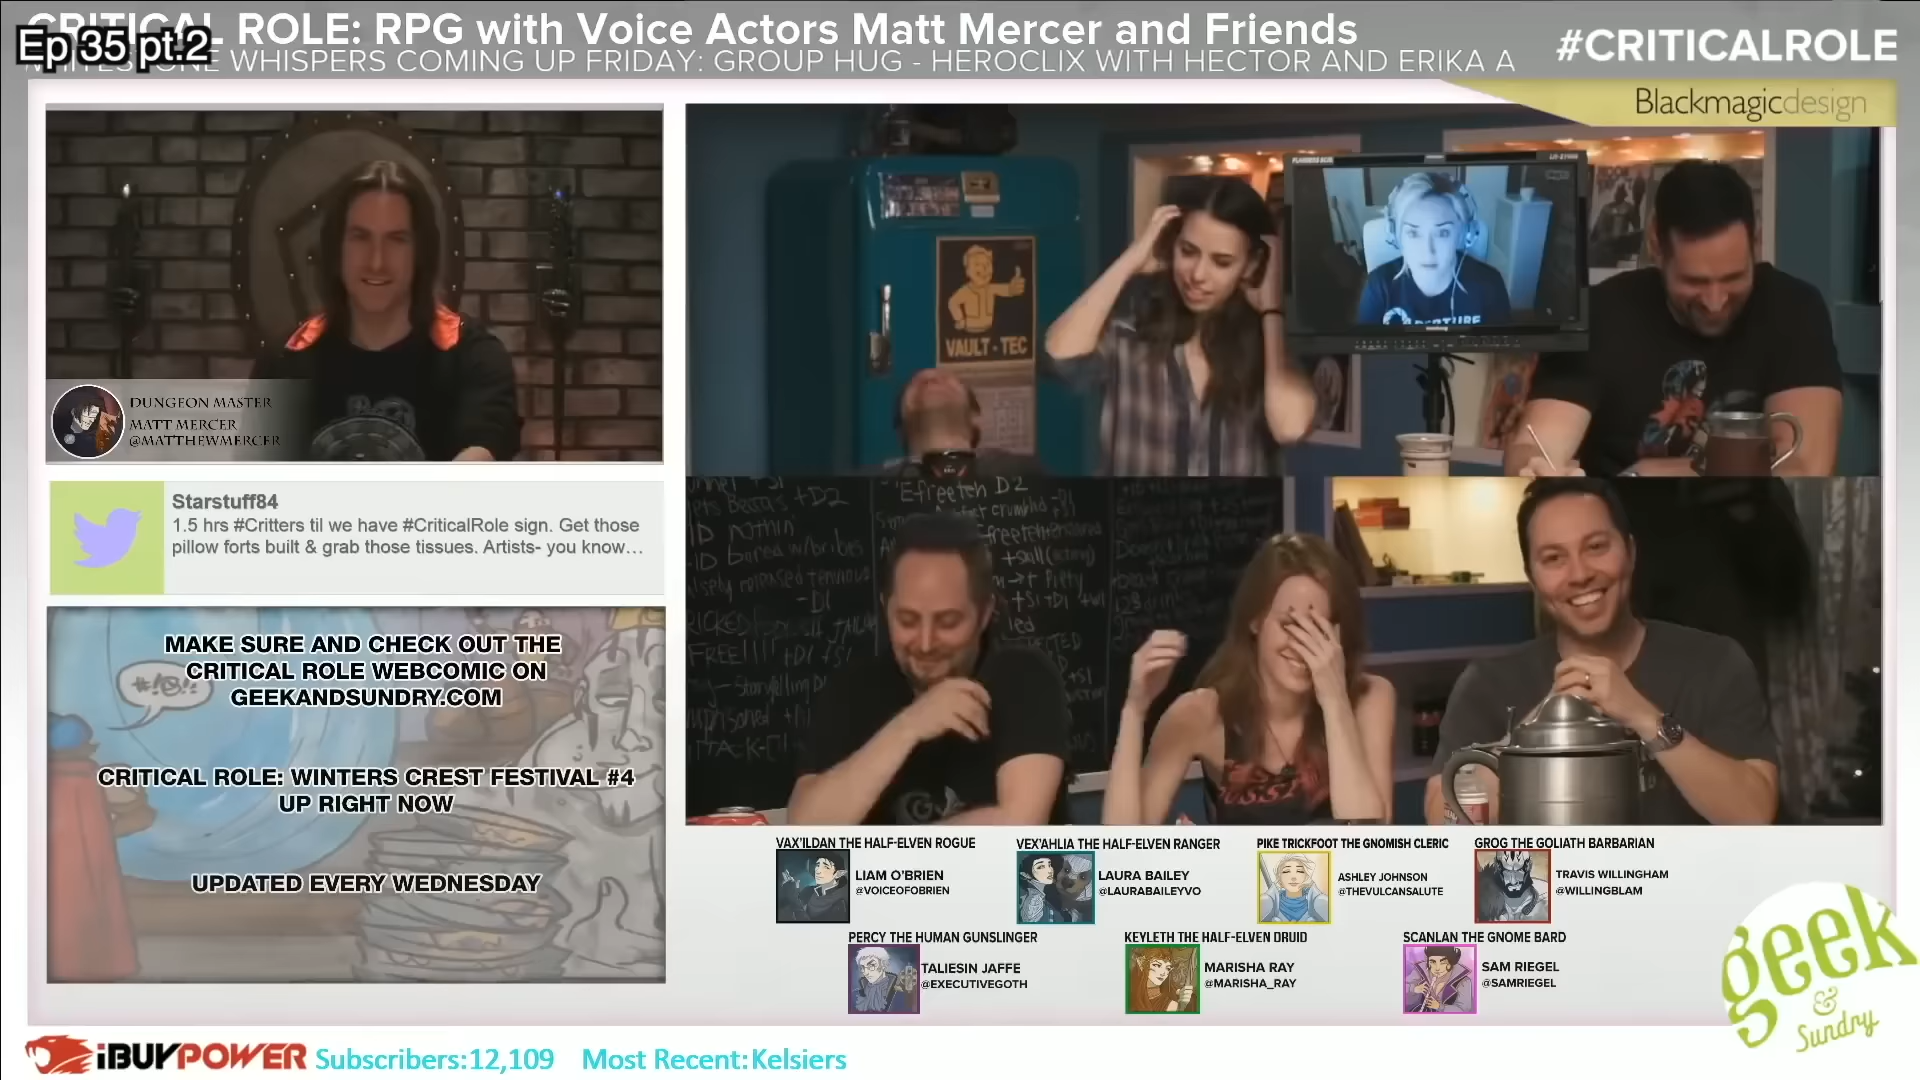 CRITICAL ROLE: RPG with Voice Actors Matt Mercer and Friends
Ep 35 pt.2
WHISPERS COMING UP FRIDAY: GROUP HUG - HEROCLIX WITH HECTOR AND ERIKA A
#CRITICALROLE
Blackmagicdesign
VAULT-TEC
DUNGEON MASTER
MATT MERCER
@MATTHEWMERCER
Starstuff84
1.5 hrs #Critters til we have #CriticalRole sign. Get those
pillow forts built & grab those tissues. Artists- you know…
#!@!
MAKE SURE AND CHECK OUT THE
CRITICAL ROLE WEBCOMIC ON
GEEKANDSUNDRY.COM
CRITICAL ROLE: WINTERS CREST FESTIVAL #4
UP RIGHT NOW
UPDATED EVERY WEDNESDAY
Efreeteh D2
FREE!!!!
VAX'ILDAN THE HALF-ELVEN ROGUE
LIAM O'BRIEN
@VOICEOFOBRIEN
VEX'AHLIA THE HALF-ELVEN RANGER
LAURA BAILEY
@LAURABAILEYVO
PIKE TRICKFOOT THE GNOMISH CLERIC
ASHLEY JOHNSON
@THEVULCANSALUTE
GROG THE GOLIATH BARBARIAN
TRAVIS WILLINGHAM
@WILLINGBLAM
PERCY THE HUMAN GUNSLINGER
TALIESIN JAFFE
@EXECUTIVEGOTH
KEYLETH THE HALF-ELVEN DRUID
MARISHA RAY
@MARISHA_RAY
SCANLAN THE GNOME BARD
SAM RIEGEL
@SAMRIEGEL
geek
&
Sundry
iBUYPOWER Subscribers:12,109 Most Recent:Kelsiers